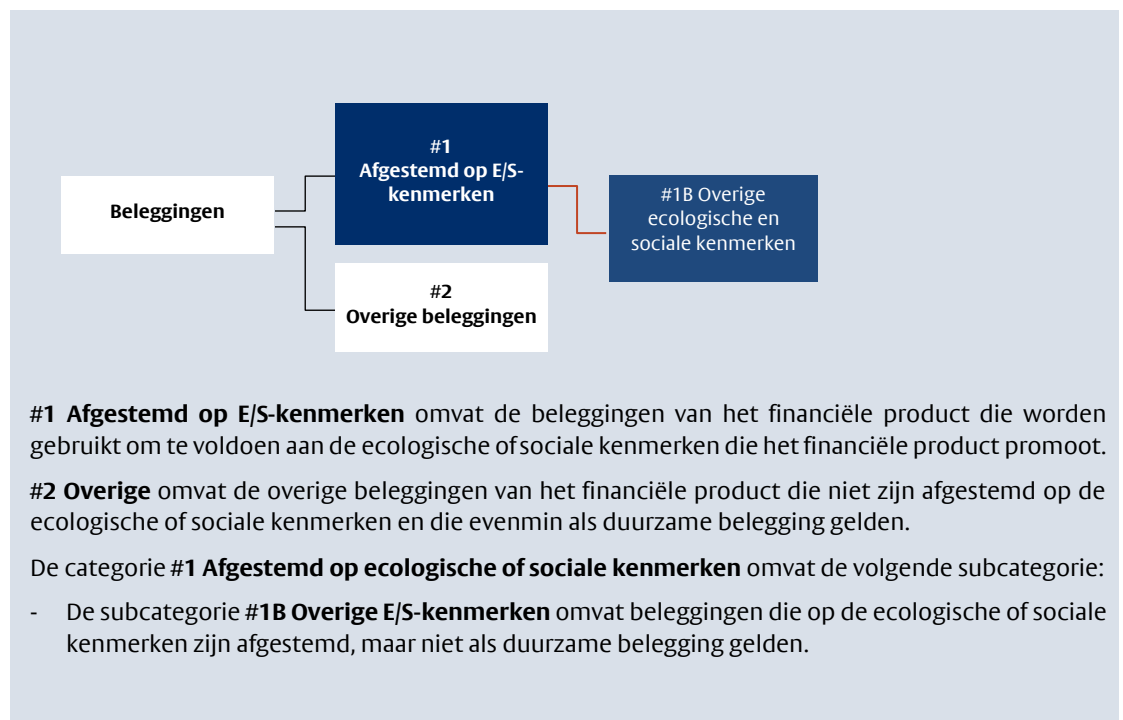 #1
Afgestemd op E/S-
kenmerken
Beleggingen
#1B Overige
ecologische en
sociale kenmerken
#2
Overige beleggingen
#1 Afgestemd op E/S-kenmerken omvat de beleggingen van het financiële product die worden
gebruikt om te voldoen aan de ecologische of sociale kenmerken die het financiële product promoot.
#2 Overige omvat de overige beleggingen van het financiële product die niet zijn afgestemd op de
ecologische of sociale kenmerken en die evenmin als duurzame belegging gelden.
De categorie #1 Afgestemd op ecologische of sociale kenmerken omvat de volgende subcategorie:
- De subcategorie #1B Overige E/S-kenmerken omvat beleggingen die op de ecologische of sociale
kenmerken zijn afgestemd, maar niet als duurzame belegging gelden.